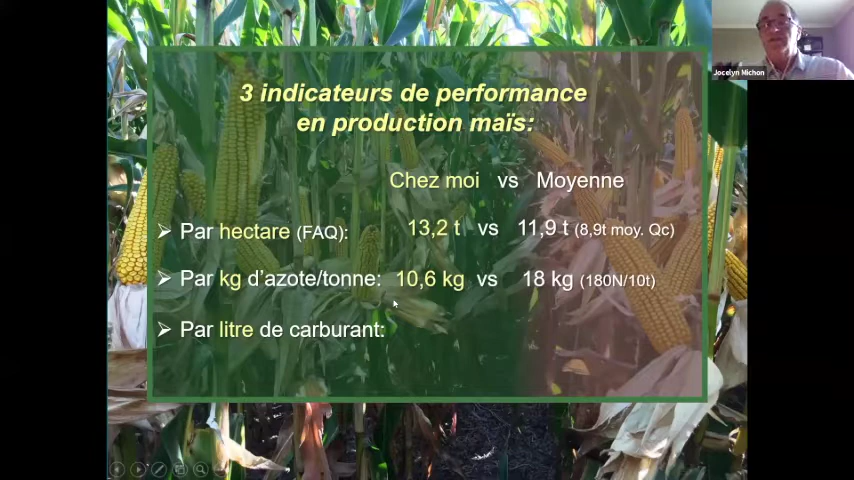 Jocelyn Michon
3 indicateurs de performance
en production maïs:
Chez moi vs Moyenne
➢ Par hectare (FAQ): 13,2 t vs 11,9 t (8,9t moy. Qc)
➢ Par kg d'azote/tonne: 10,6 kg vs 18 kg (180N/10t)
➢ Par litre de carburant: